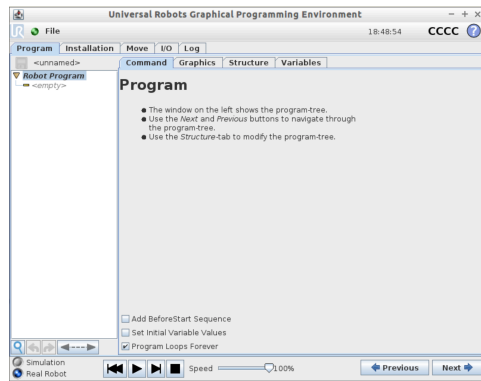 Universal Robots Graphical Programming Environment
File
18:48:54
CCCC
?
Program
Installation
Move
I/O
Log
<unnamed>
Command
Graphics
Structure
Variables
Robot Program
<empty>
Program
The window on the left shows the program-tree.
Use the Next and Previous buttons to navigate through
the program-tree.
Use the Structure-tab to modify the program-tree.
Add BeforeStart Sequence
Set Initial Variable Values
Program Loops Forever
Simulation
Real Robot
Speed
100%
Previous
Next